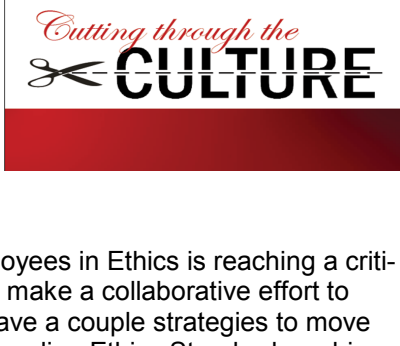 Cutting through the
CULTURE
oyees in Ethics is reaching a criti-
make a collaborative effort to
ave a couple strategies to move